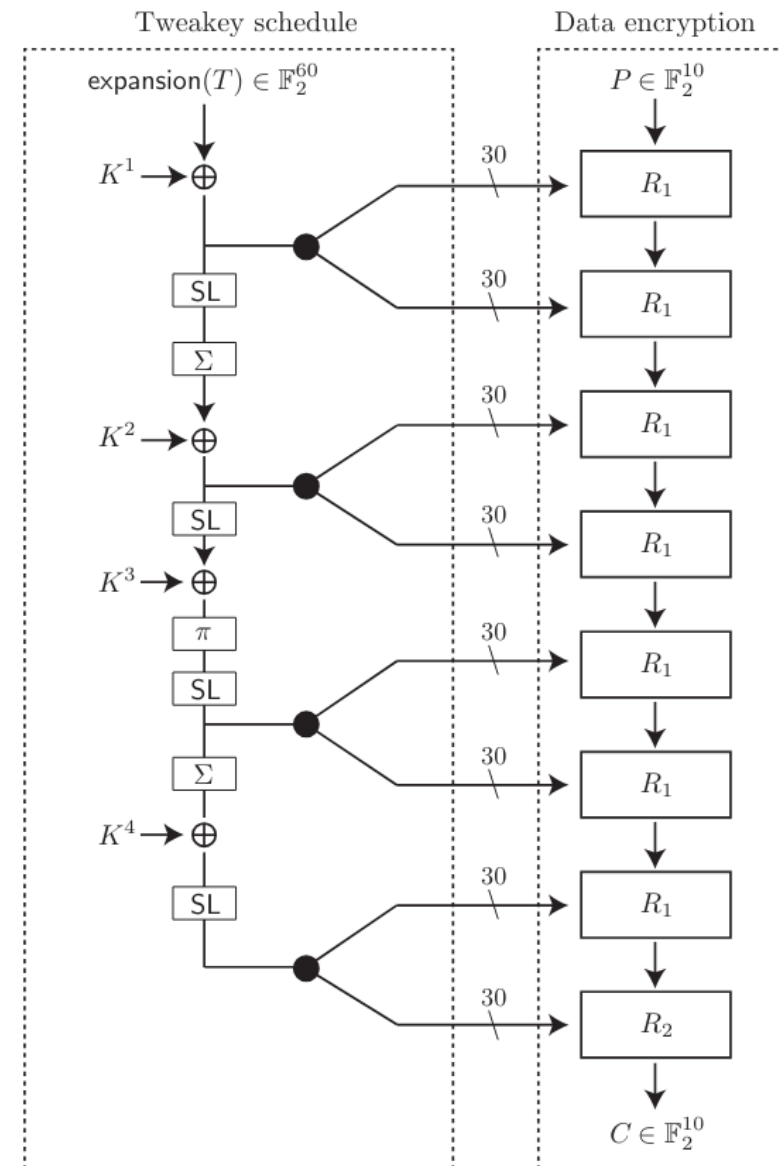 Tweakey schedule
Data encryption
expansion(T) ∈ 𝔽₂⁶⁰
P ∈ 𝔽₂¹⁰
K¹
30
R₁
SL
30
R₁
Σ
K²
30
R₁
SL
30
R₁
K³
π
30
R₁
SL
Σ
30
R₁
K⁴
SL
30
R₁
30
R₂
C ∈ 𝔽₂¹⁰